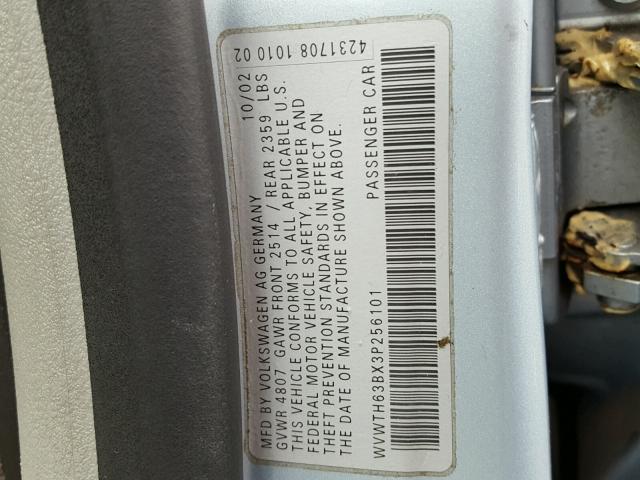 MFD BY VOLKSWAGEN AG GERMANY 10/02
GVWR 4807 GAWR FRONT 2514 / REAR 2359 LBS
THIS VEHICLE CONFORMS TO ALL APPLICABLE U.S.
FEDERAL MOTOR VEHICLE SAFETY, BUMPER AND
THEFT PREVENTION STANDARDS IN EFFECT ON
THE DATE OF MANUFACTURE SHOWN ABOVE.
WVWTH63BX3P256101 PASSENGER CAR
4231708 1010 02